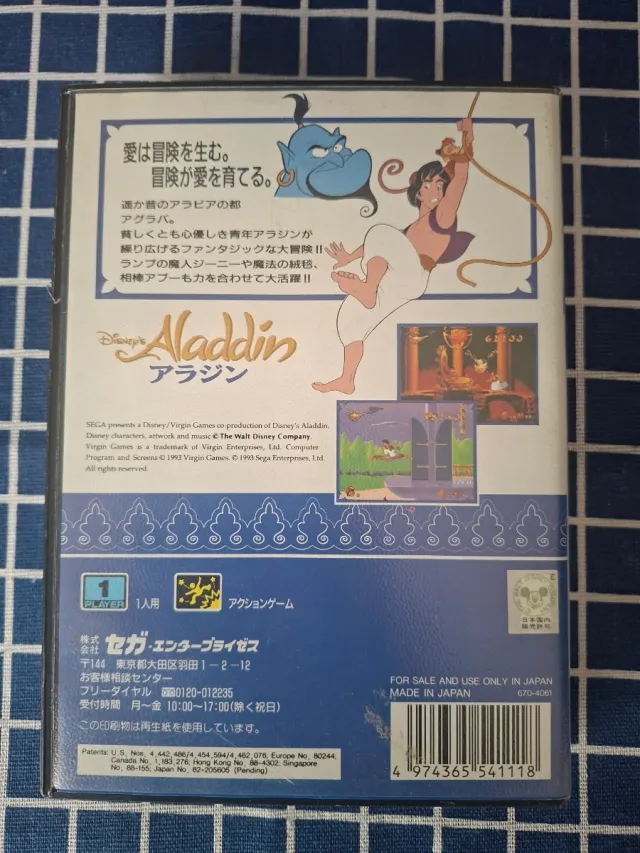 愛は冒険を生む。
冒険が愛を育てる。
遥か昔のアラビアの都
アグラバ。
貧しくとも心優しき青年アラジンが
繰り広げるファンタジックな大冒険!!
ランプの魔人ジーニーや魔法の絨毯、
相棒アブーも力を合わせて大活躍!!
Disney's Aladdin
アラジン
SEGA presents a Disney/Virgin Games co-production of Disney's Aladdin.
Disney characters, artwork and music © The Walt Disney Company.
Virgin Games is a trademark of Virgin Enterprises, Ltd. Computer
Program and Screens © 1993 Virgin Games. © 1993 Sega Enterprises, Ltd.
All rights reserved.
1
PLAYER
1人用
アクションゲーム
E
日本国内
販売許可
株式会社 セガ・エンタープライゼス
〒144 東京都大田区羽田1-2-12
お客様相談センター
フリーダイヤル 0120-012235
受付時間 月〜金 10:00〜17:00(除く祝日)
この印刷物は再生紙を使用しています。
Patents: U.S. Nos. 4,442,486/4,454,594/4,462,076; Europe No. 80244;
Canada No. 1,183,276; Hong Kong No. 88-4302; Singapore
No. 88-155; Japan No. 82-205605 (Pending)
FOR SALE AND USE ONLY IN JAPAN
MADE IN JAPAN 670-4061
4 974365 541118